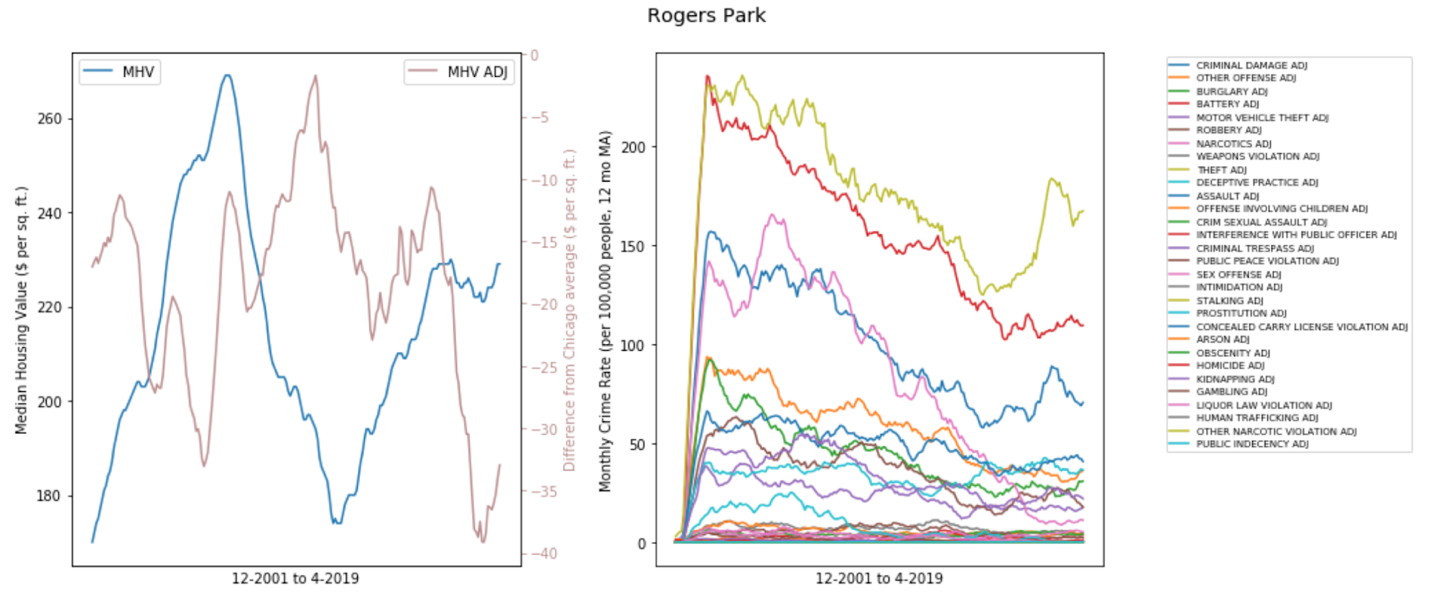 Rogers Park
MHV
MHV ADJ
260
240
220
200
180
Median Housing Value ($ per sq. ft.)
12-2001 to 4-2019
0
−5
−10
−15
−20
−25
−30
−35
−40
Difference from Chicago average ($ per sq. ft.)
200
150
100
50
0
Monthly Crime Rate (per 100,000 people, 12 mo MA)
12-2001 to 4-2019
CRIMINAL DAMAGE ADJ
OTHER OFFENSE ADJ
BURGLARY ADJ
BATTERY ADJ
MOTOR VEHICLE THEFT ADJ
ROBBERY ADJ
NARCOTICS ADJ
WEAPONS VIOLATION ADJ
THEFT ADJ
DECEPTIVE PRACTICE ADJ
ASSAULT ADJ
OFFENSE INVOLVING CHILDREN ADJ
CRIM SEXUAL ASSAULT ADJ
INTERFERENCE WITH PUBLIC OFFICER ADJ
CRIMINAL TRESPASS ADJ
PUBLIC PEACE VIOLATION ADJ
SEX OFFENSE ADJ
INTIMIDATION ADJ
STALKING ADJ
PROSTITUTION ADJ
CONCEALED CARRY LICENSE VIOLATION ADJ
ARSON ADJ
OBSCENITY ADJ
HOMICIDE ADJ
KIDNAPPING ADJ
GAMBLING ADJ
LIQUOR LAW VIOLATION ADJ
HUMAN TRAFFICKING ADJ
OTHER NARCOTIC VIOLATION ADJ
PUBLIC INDECENCY ADJ